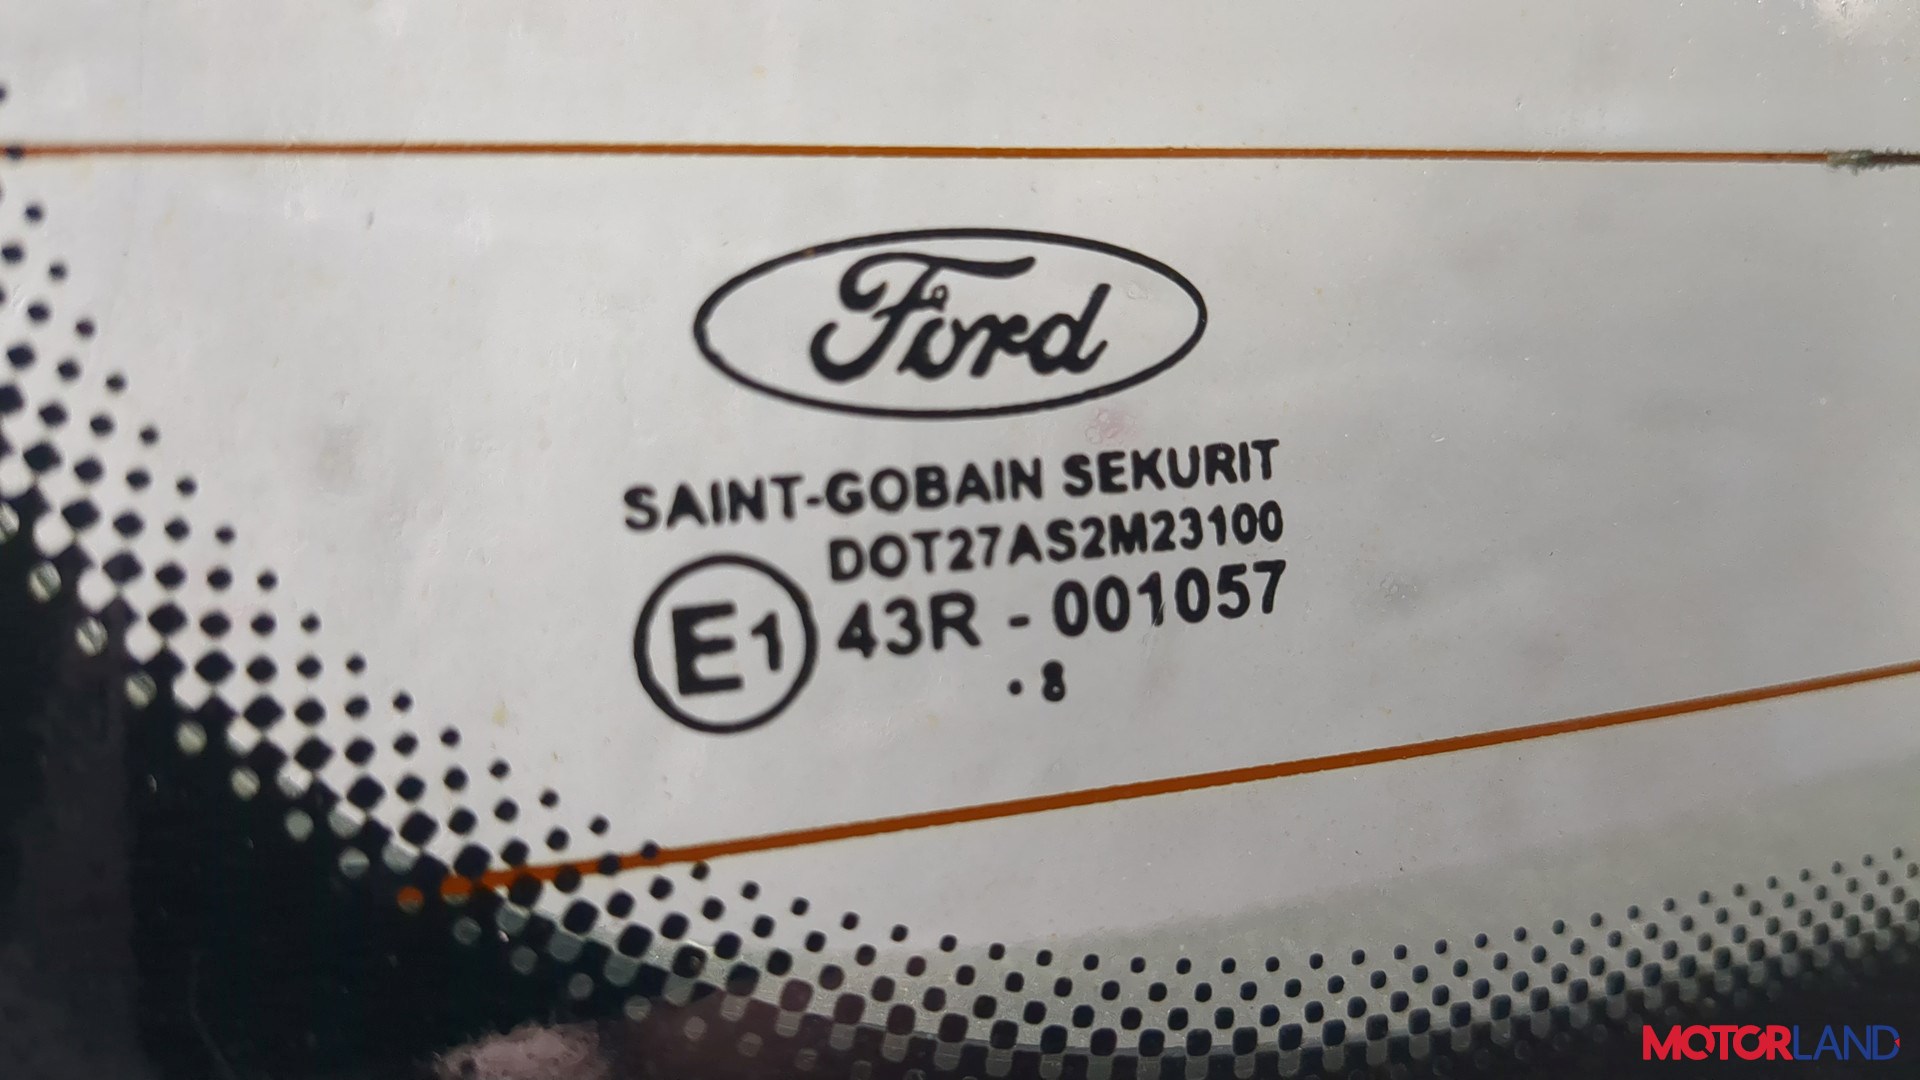 Ford
SAINT-GOBAIN SEKURIT
DOT27AS2M23100
E1 43R - 001057
. 8
MOTORLAND